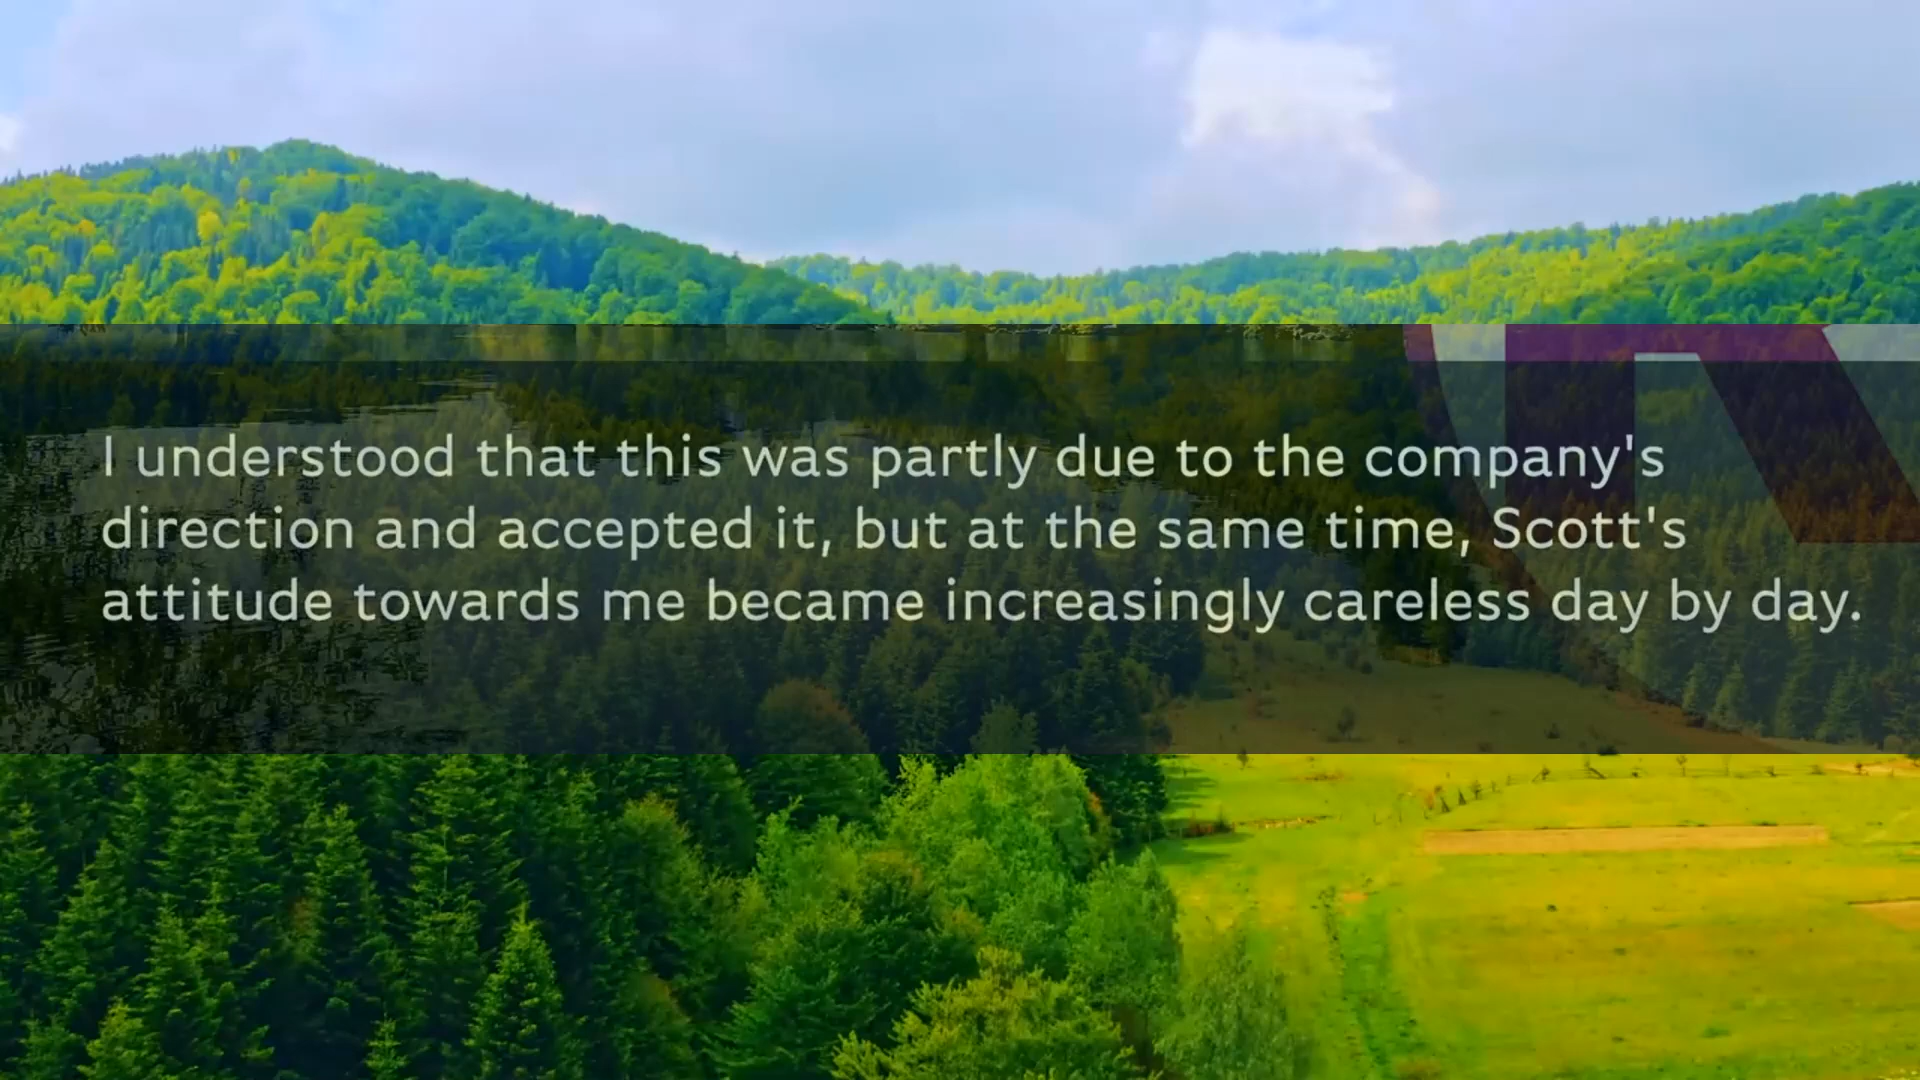 I understood that this was partly due to the company's
direction and accepted it, but at the same time, Scott's
attitude towards me became increasingly careless day by day.